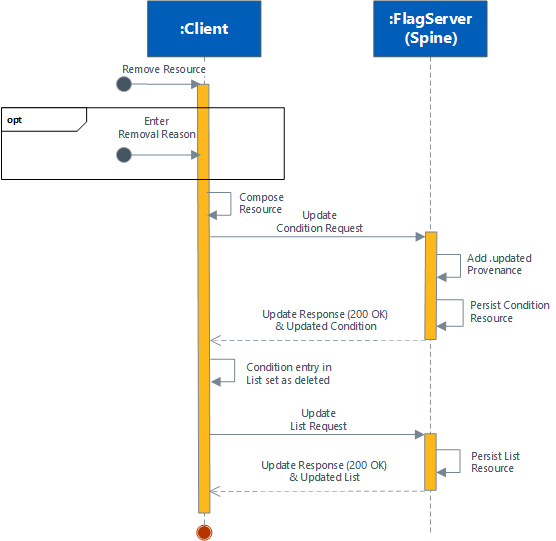 :Client
:FlagServer
(Spine)
Remove Resource
opt
Enter
Removal Reason
Compose
Resource
Update
Condition Request
Add .updated
Provenance
Persist Condition
Resource
Update Response (200 OK)
& Updated Condition
Condition entry in
List set as deleted
Update
List Request
Persist List
Resource
Update Response (200 OK)
& Updated List